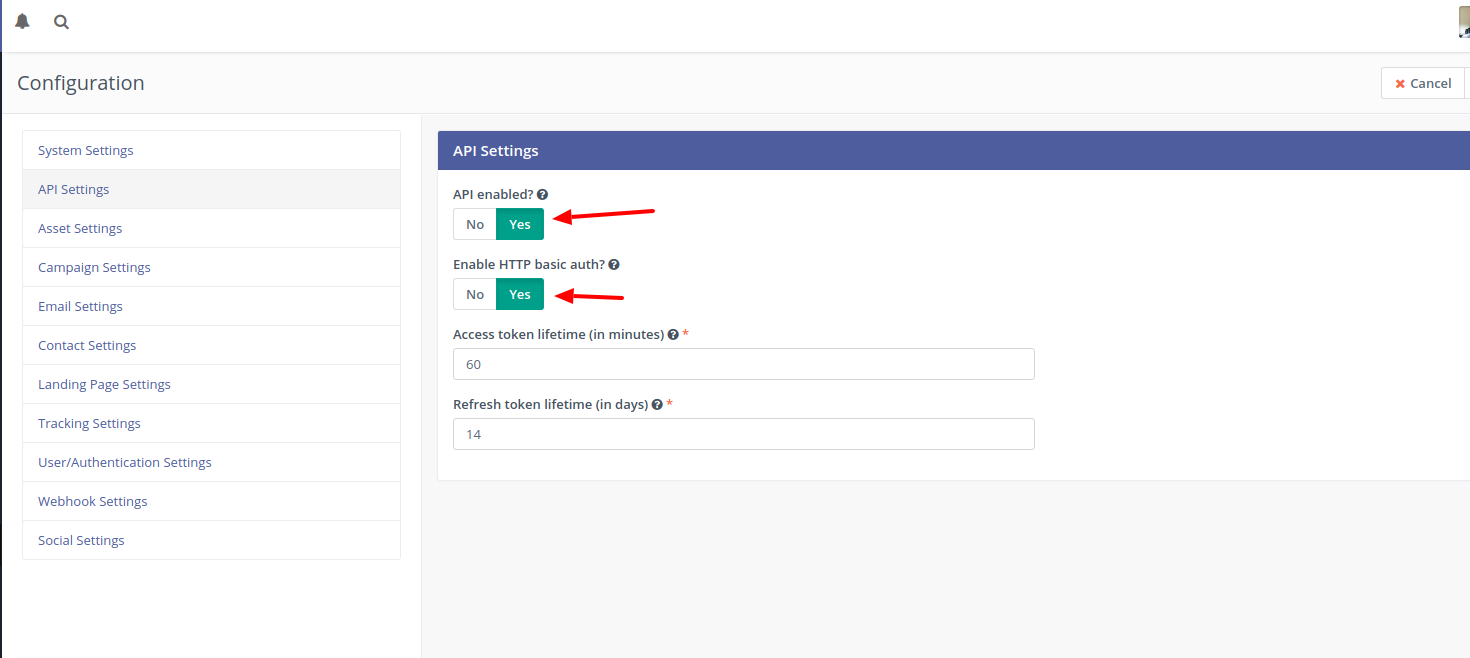 Configuration
Cancel
System Settings
API Settings
Asset Settings
Campaign Settings
Email Settings
Contact Settings
Landing Page Settings
Tracking Settings
User/Authentication Settings
Webhook Settings
Social Settings
API Settings
API enabled?
No Yes
Enable HTTP basic auth?
No Yes
Access token lifetime (in minutes) *
60
Refresh token lifetime (in days) *
14